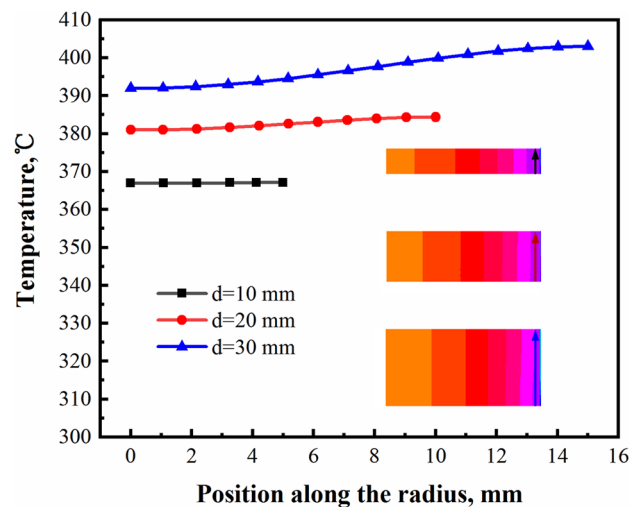 Temperature,℃
410
400
390
380
370
360
350
340
330
320
310
300
d=10 mm
d=20 mm
d=30 mm
0 2 4 6 8 10 12 14 16
Position along the radius, mm